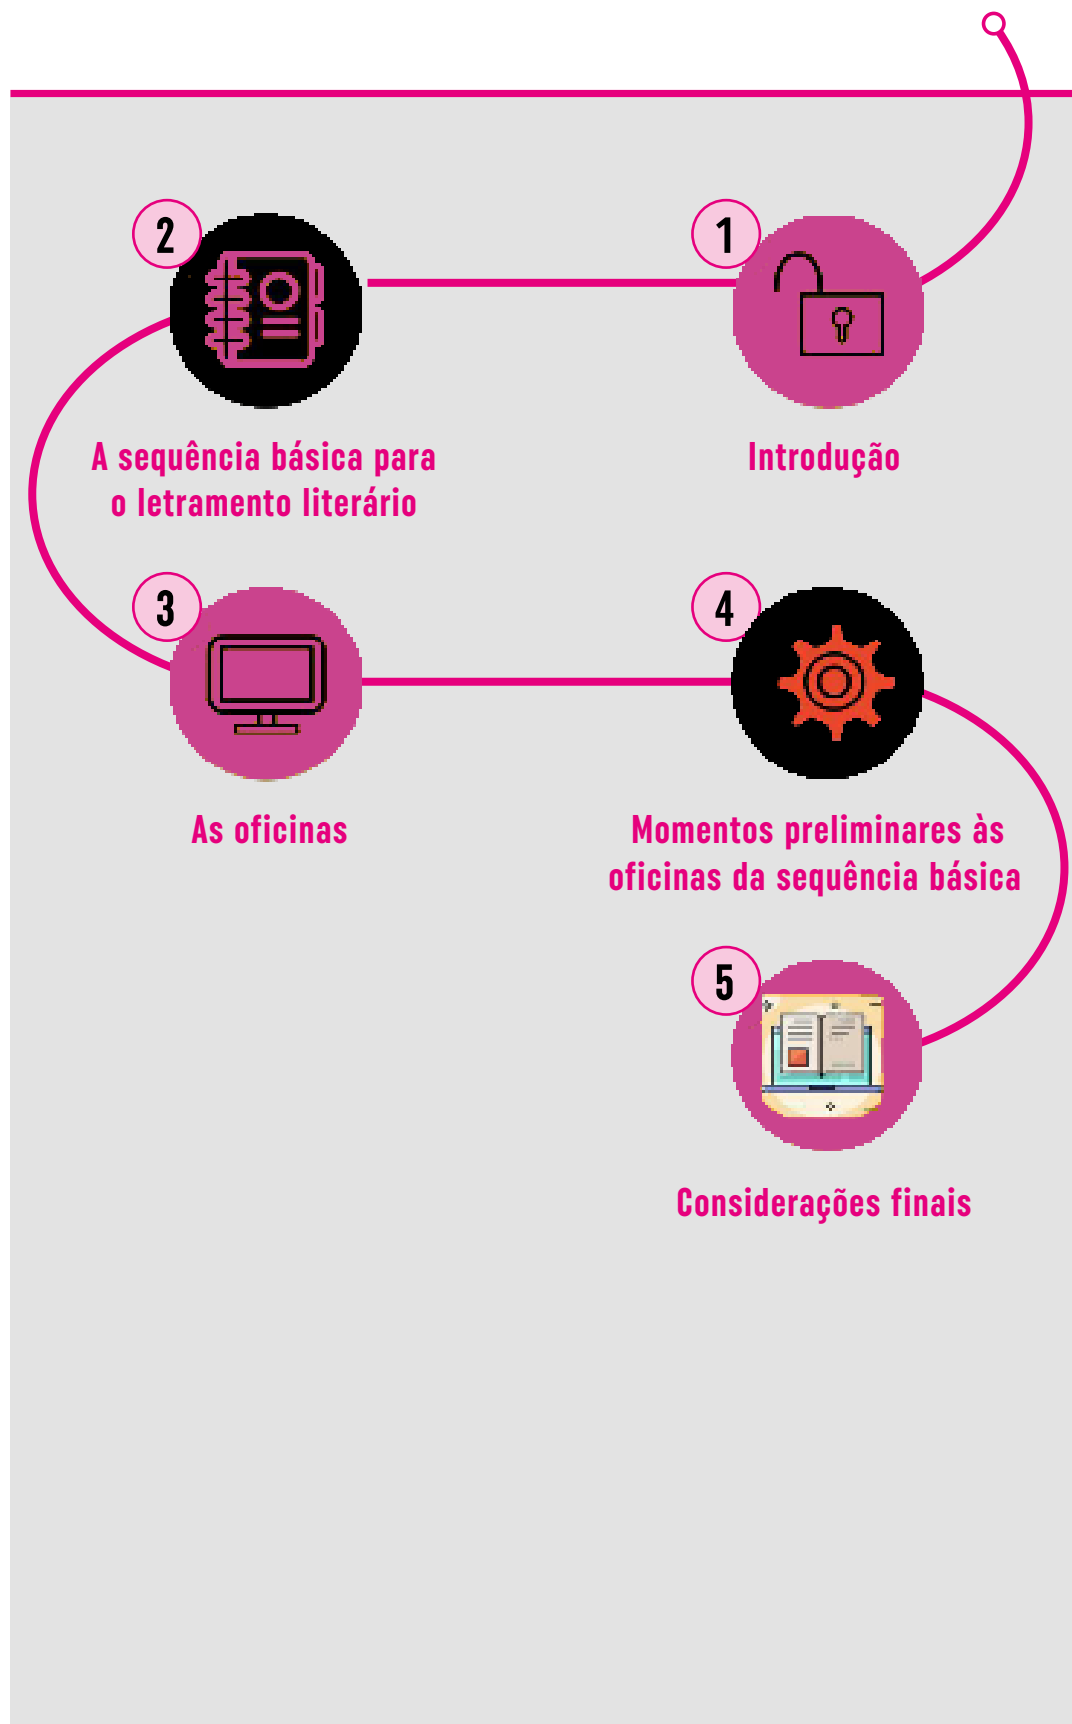 1
Introdução
2
A sequência básica para
o letramento literário
3
As oficinas
4
Momentos preliminares às
oficinas da sequência básica
5
Considerações finais